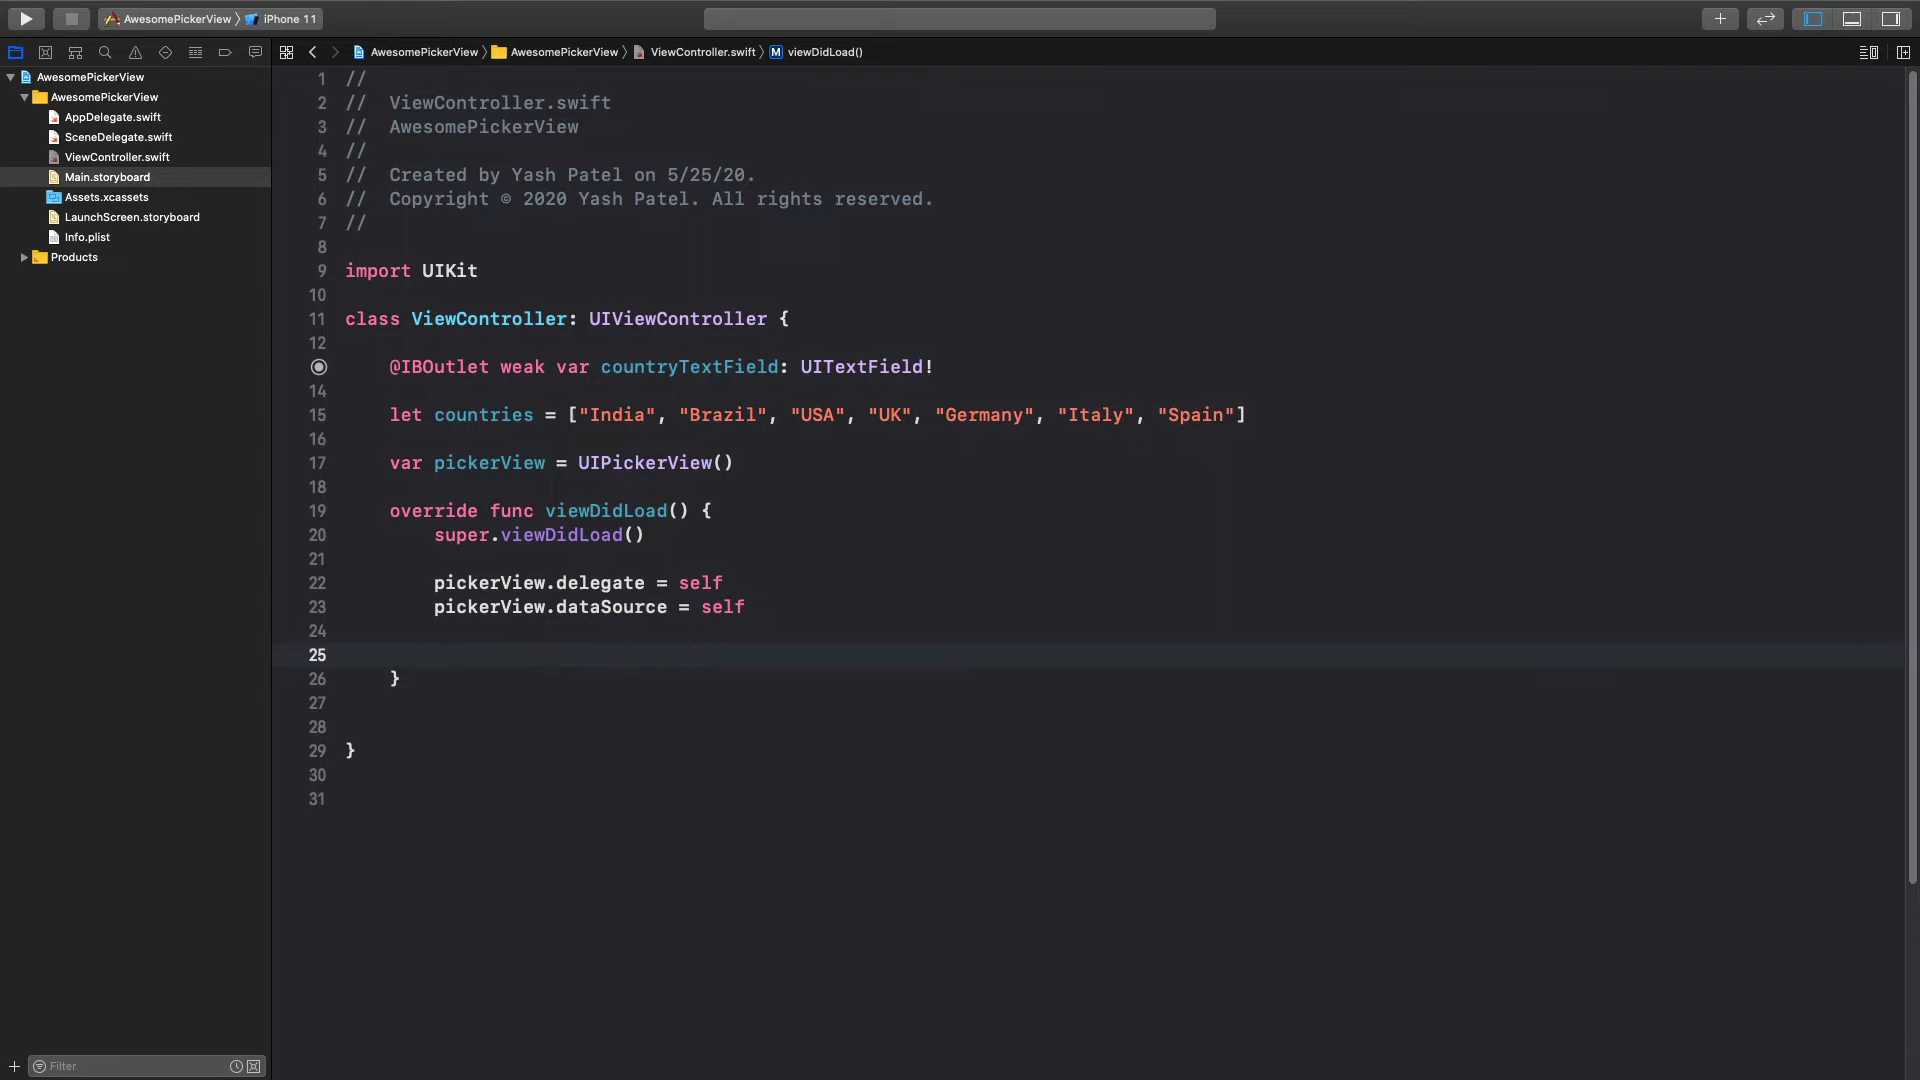 AwesomePickerView
iPhone 11
AwesomePickerView
AwesomePickerView
ViewController.swift
M
viewDidLoad()
AwesomePickerView
AwesomePickerView
AppDelegate.swift
SceneDelegate.swift
ViewController.swift
Main.storyboard
Assets.xcassets
LaunchScreen.storyboard
Info.plist
Products
Filter
1 //
2 //  ViewController.swift
3 //  AwesomePickerView
4 //
5 //  Created by Yash Patel on 5/25/20.
6 //  Copyright © 2020 Yash Patel. All rights reserved.
7 //
8
9 import UIKit
10
11 class ViewController: UIViewController {
12
@IBOutlet weak var countryTextField: UITextField!
14
15     let countries = ["India", "Brazil", "USA", "UK", "Germany", "Italy", "Spain"]
16
17     var pickerView = UIPickerView()
18
19     override func viewDidLoad() {
20         super.viewDidLoad()
21
22         pickerView.delegate = self
23         pickerView.dataSource = self
24
25
26     }
27
28
29 }
30
31